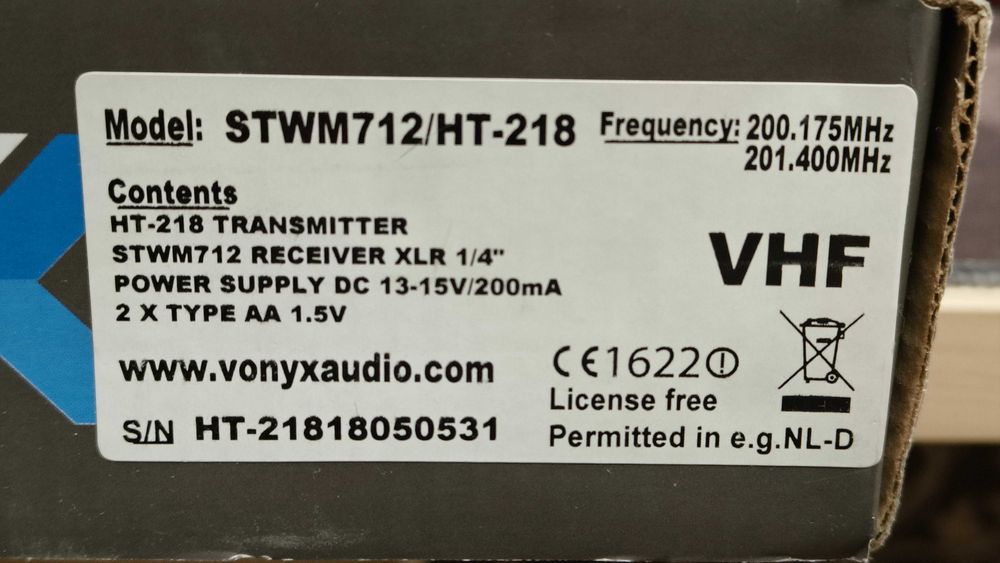 Model: STWM712/HT-218 Frequency: 200.175MHz
201.400MHz
Contents
HT-218 TRANSMITTER
STWM712 RECEIVER XLR 1/4"
POWER SUPPLY DC 13-15V/200mA
2 X TYPE AA 1.5V
VHF
www.vonyxaudio.com
CE1622
License free
Permitted in e.g.NL-D
S/N HT-21818050531